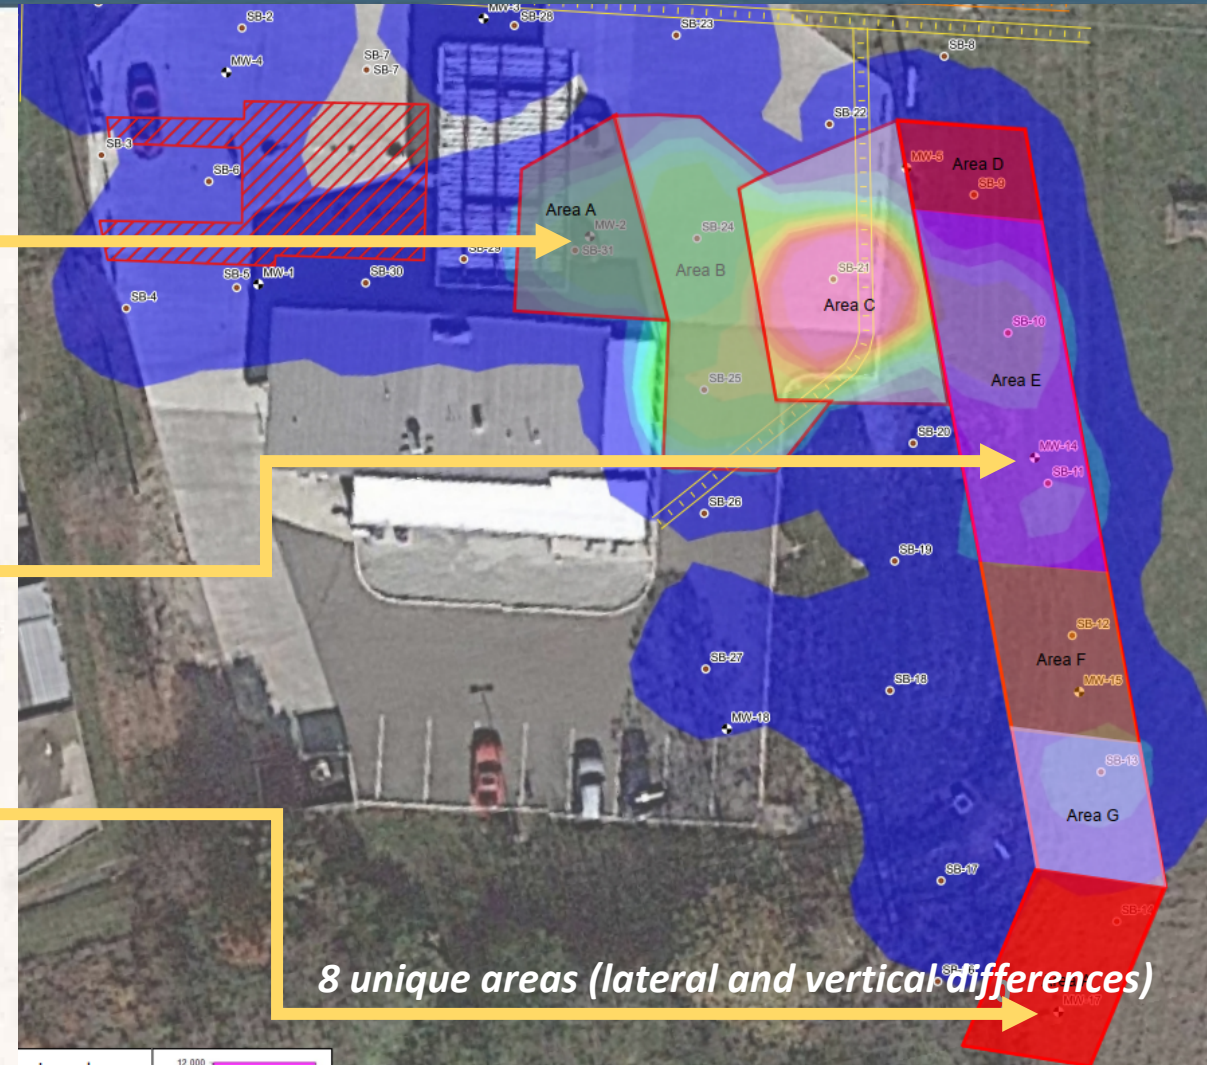 MW-3
SB-28
SB-2
SB-23
SB-7
SB-7
SB-8
MW-4
SB-22
SB-3
MW-5
Area D
SB-6
SB-9
Area A
MW-2
SB-24
SB-31
SB-29
Area B
SB-21
SB-5
MW-1
SB-30
SB-4
Area C
SB-10
SB-25
Area E
SB-20
MW-14
SB-11
SB-26
SB-19
SB-12
SB-27
Area F
SB-18
MW-15
MW-18
SB-13
Area G
SB-17
8 unique areas (lateral and vertical differences)
MW-17
12,000